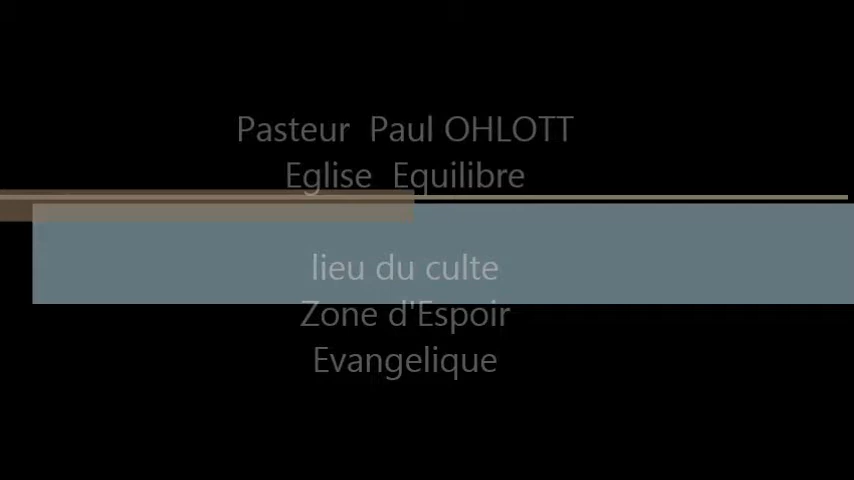 Pasteur Paul OHLOTT
Eglise Equilibre
lieu du culte
Zone d'Espoir
Evangelique